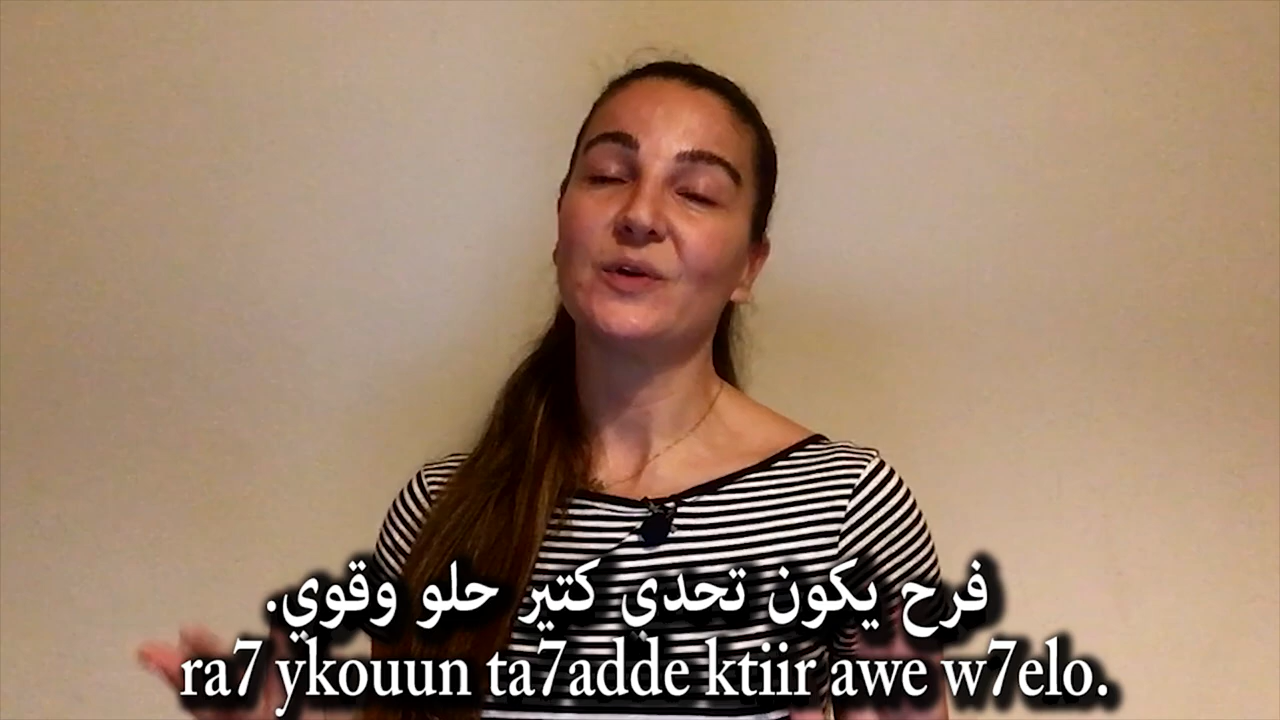 فرح يكون تحدي كتير حلو وقوي.
ra7 ykouun ta7adde ktiir awe w7elo.